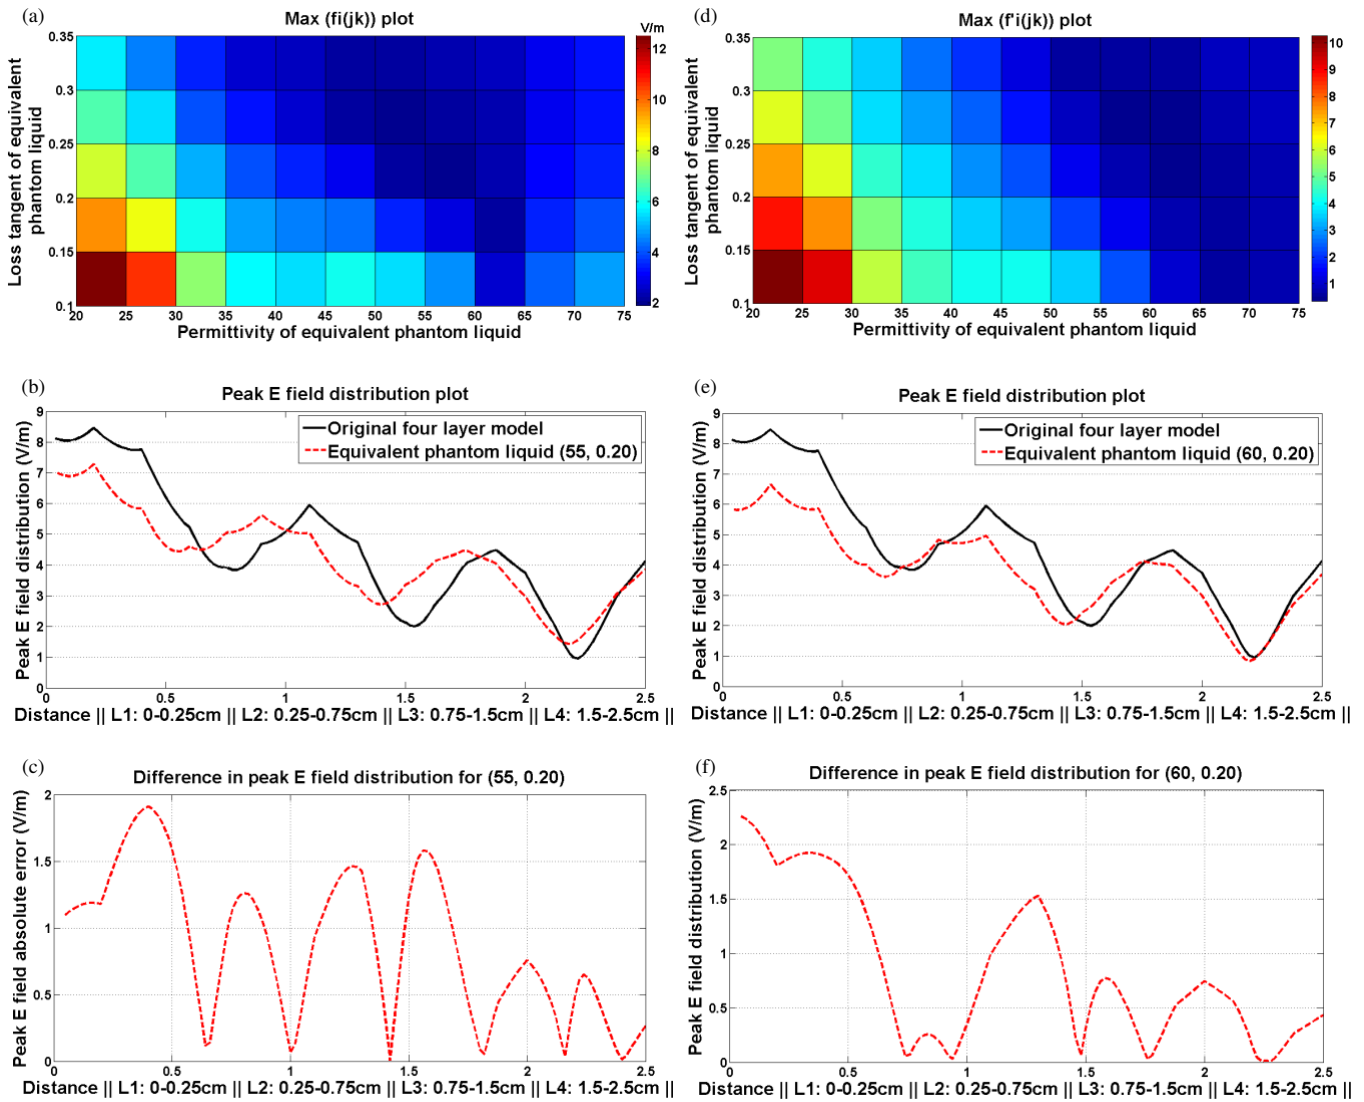 (a)
Max (fi(jk)) plot
V/m
Loss tangent of equivalent
phantom liquid
0.35
0.3
0.25
0.2
0.15
0.1
20 25 30 35 40 45 50 55 60 65 70 75
Permittivity of equivalent phantom liquid
12
10
8
6
4
2
(d)
Max (f'i(jk)) plot
Loss tangent of equivalent
phantom liquid
0.35
0.3
0.25
0.2
0.15
0.1
20 25 30 35 40 45 50 55 60 65 70 75
Permittivity of equivalent phantom liquid
10
9
8
7
6
5
4
3
2
1
(b)
Peak E field distribution plot
Original four layer model
Equivalent phantom liquid (55, 0.20)
Peak E field distribution (V/m)
9
8
7
6
5
4
3
2
1
0
0 0.5 1 1.5 2 2.5
Distance || L1: 0-0.25cm || L2: 0.25-0.75cm || L3: 0.75-1.5cm || L4: 1.5-2.5cm ||
(e)
Peak E field distribution plot
Original four layer model
Equivalent phantom liquid (60, 0.20)
Peak E field distribution (V/m)
9
8
7
6
5
4
3
2
1
0
0 0.5 1 1.5 2 2.5
Distance || L1: 0-0.25cm || L2: 0.25-0.75cm || L3: 0.75-1.5cm || L4: 1.5-2.5cm ||
(c)
Difference in peak E field distribution for (55, 0.20)
Peak E field absolute error (V/m)
2
1.5
1
0.5
0
0 0.5 1 1.5 2 2.5
Distance || L1: 0-0.25cm || L2: 0.25-0.75cm || L3: 0.75-1.5cm || L4: 1.5-2.5cm ||
(f)
Difference in peak E field distribution for (60, 0.20)
Peak E field distribution (V/m)
2.5
2
1.5
1
0.5
0
0 0.5 1 1.5 2 2.5
Distance || L1: 0-0.25cm || L2: 0.25-0.75cm || L3: 0.75-1.5cm || L4: 1.5-2.5cm ||